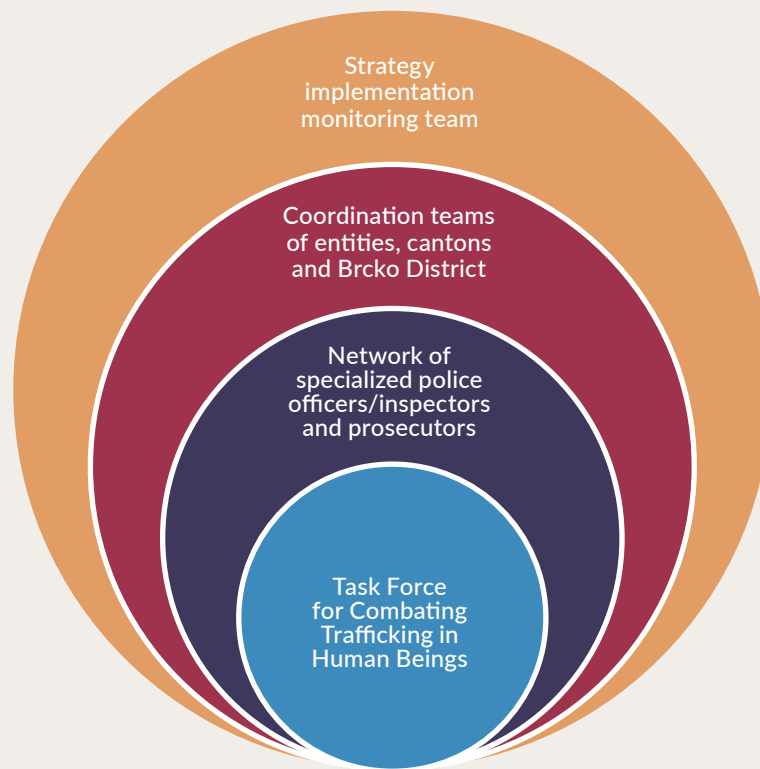 Strategy
implementation
monitoring team
Coordination teams
of entities, cantons
and Brcko District
Network of
specialized police
officers/inspectors
and prosecutors
Task Force
for Combating
Trafficking in
Human Beings